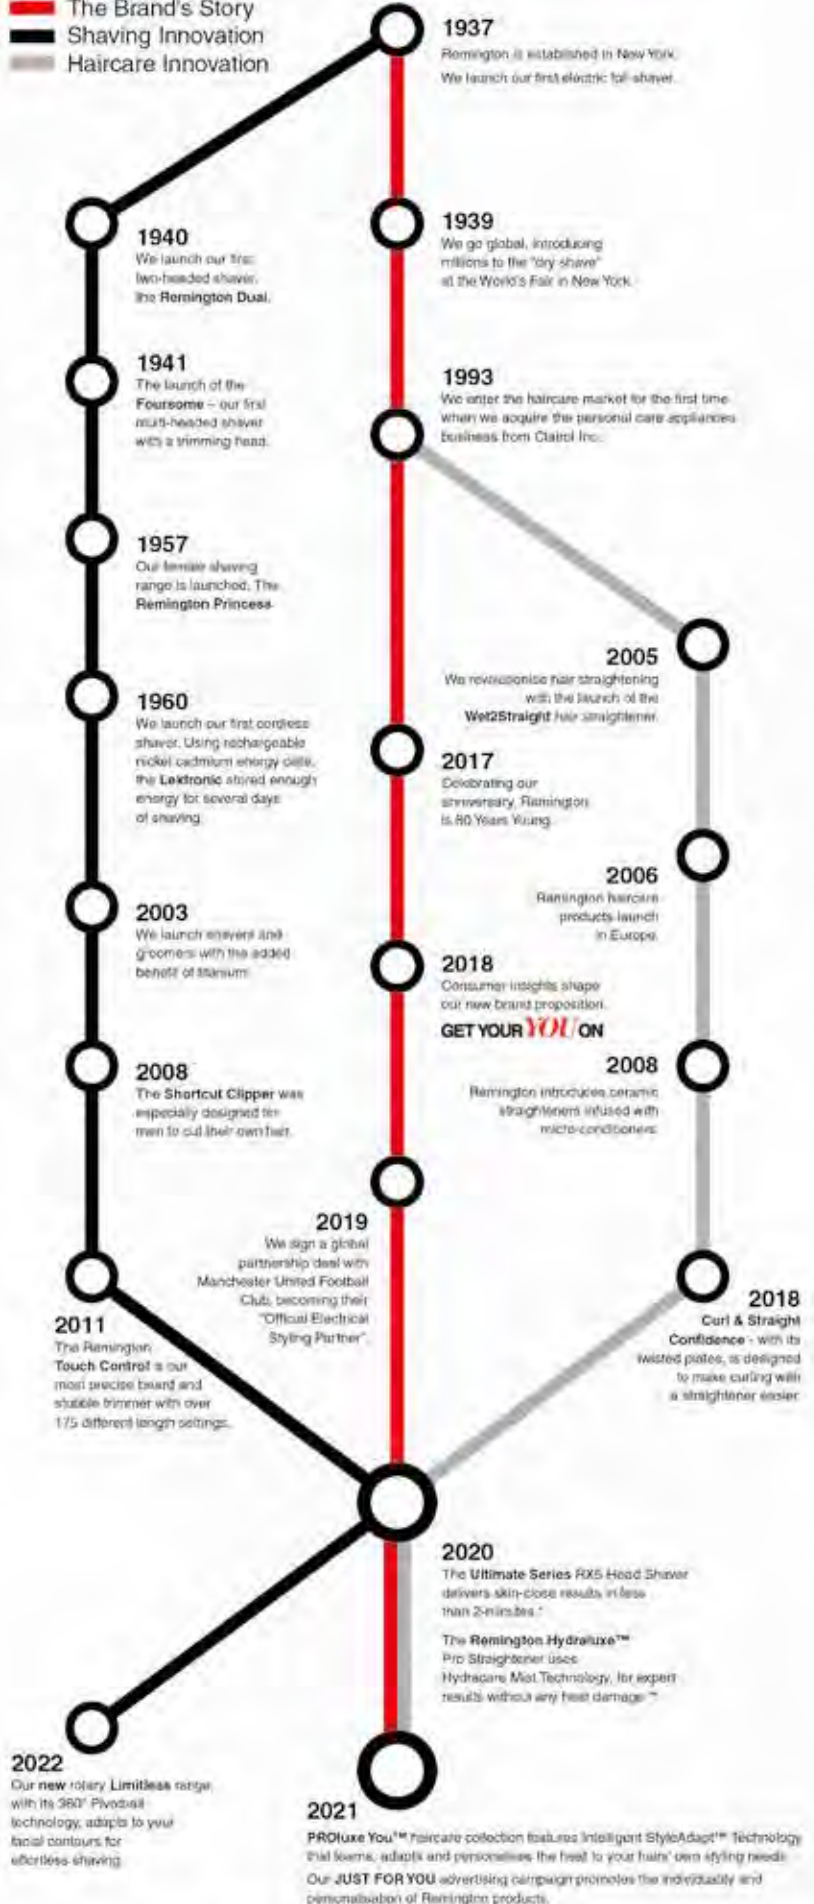 The Brand's Story
Shaving Innovation
Haircare Innovation
1937
Remington is established in New York.
We launch our first electric foil shaver.
1939
We go global, introducing
millions to the "dry shave"
at the World's Fair in New York.
1940
We launch our first
two-headed shaver,
the Remington Dual.
1941
The launch of the
Foursome – our first
multi-headed shaver
with a trimming head.
1993
We enter the haircare market for the first time
when we acquire the personal care appliances
business from Clairol Inc.
1957
Our female shaving
range is launched. The
Remington Princess
1960
We launch our first cordless
shaver. Using rechargeable
nickel cadmium energy cells,
the Lektronic stored enough
energy for several days
of shaving.
2005
We revolutionise hair straightening
with the launch of the
Wet2Straight hair straightener.
2017
Celebrating our
anniversary, Remington
is 80 Years Young.
2006
Remington haircare
products launch
in Europe.
2003
We launch shavers and
groomers with the added
benefit of titanium.
2018
Consumer insights shape
our new brand proposition.
GET YOUR YOU ON
2008
The Shortcut Clipper was
especially designed for
men to cut their own hair.
2008
Remington introduces ceramic
straighteners infused with
micro-conditioners.
2019
We sign a global
partnership deal with
Manchester United Football
Club, becoming their
"Official Electrical
Styling Partner".
2011
The Remington
Touch Control is our
most precise beard and
stubble trimmer with over
175 different length settings.
2018
Curl & Straight
Confidence - with its
twisted plates, is designed
to make curling with
a straightener easier.
2020
The Ultimate Series RX5 Head Shaver
delivers skin-close results in less
than 2-minutes.*
The Remington Hydraluxe™
Pro Straightener uses
Hydracare Mist Technology, for expert
results without any heat damage.
2022
Our new rotary Limitless range
with its 360° Pivotball
technology, adapts to your
facial contours for
effortless shaving.
2021
PROluxe You™ haircare collection features Intelligent StyleAdapt™ Technology
that learns, adapts and personalises the heat to your hairs' own styling needs.
Our JUST FOR YOU advertising campaign promotes the individuality and
personalisation of Remington products.